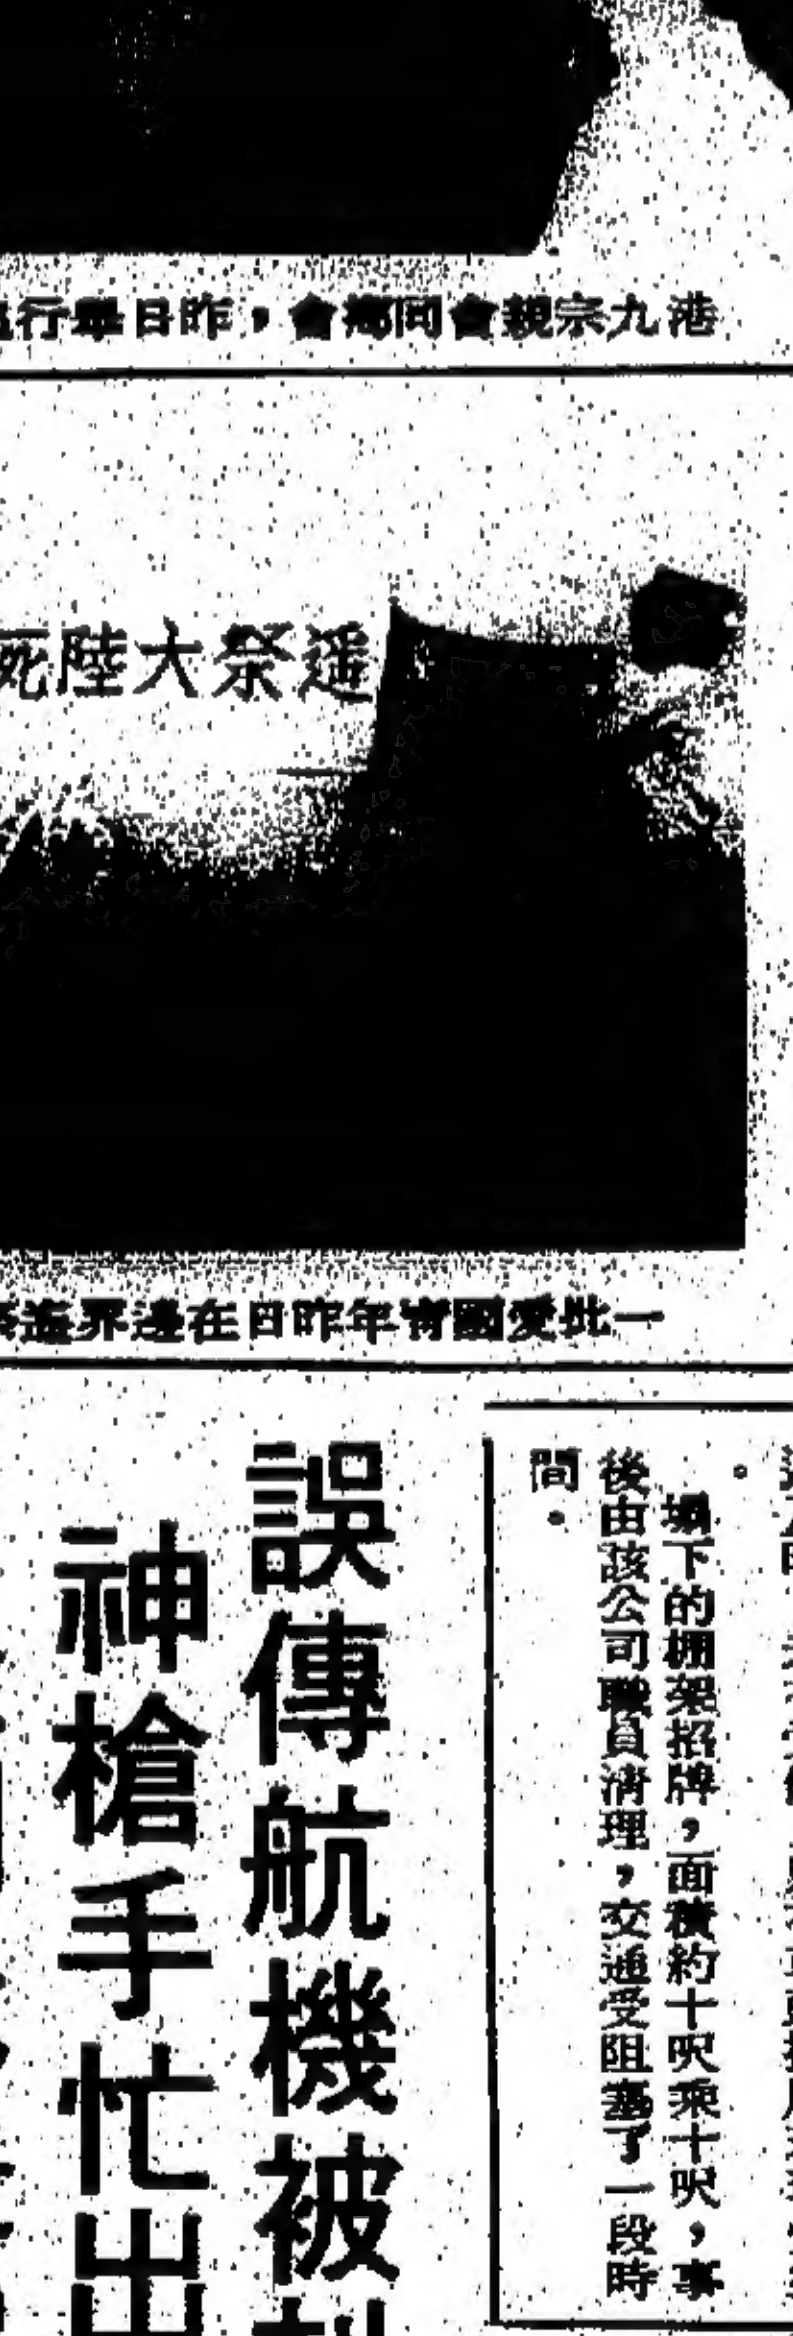 港九宗親會同鄉會,昨日舉行
遥祭大陸死
一批愛國青年昨日在邊界遥祭
塌下的棚架招牌,面積約十呎乘十呎,事
後由該公司職員清理,交通受阻塞了一段時
間。
誤傳航機被
神槍手忙出